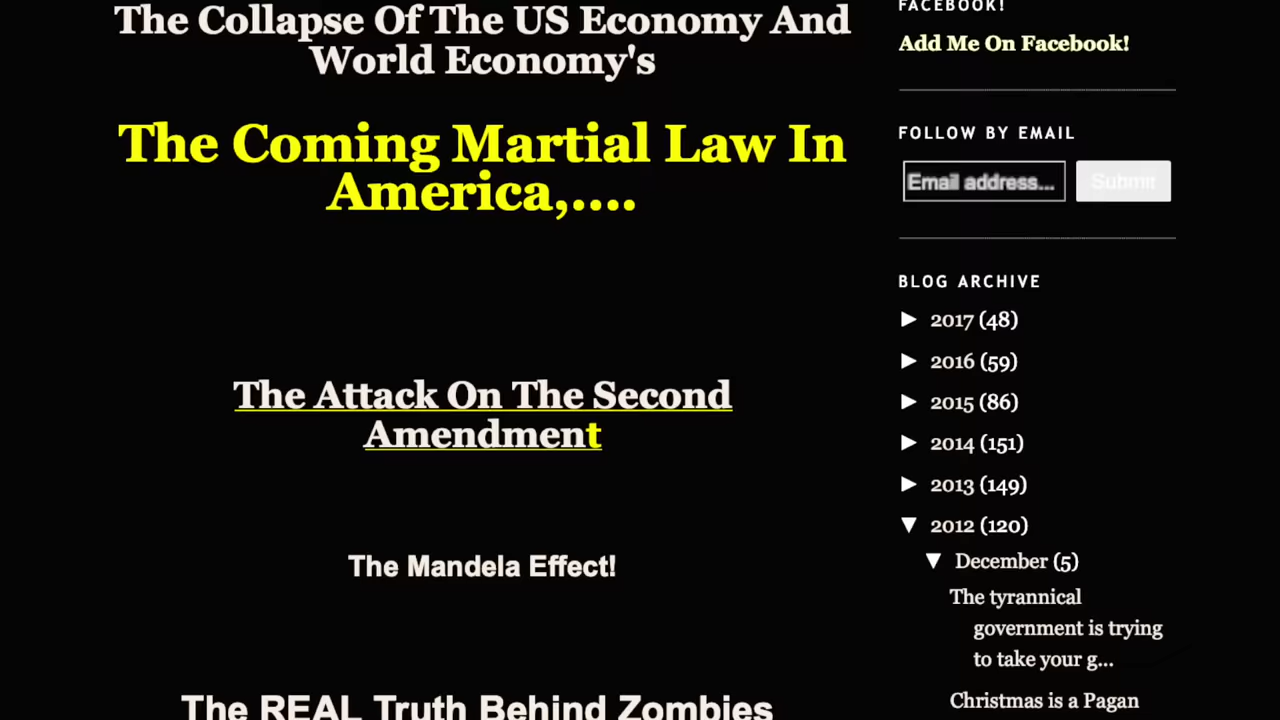 The Collapse Of The US Economy And
World Economy's
The Coming Martial Law In
America,....
The Attack On The Second
Amendment
The Mandela Effect!
The REAL Truth Behind Zombies
FACEBOOK!
Add Me On Facebook!
FOLLOW BY EMAIL
Email address...
Submit
BLOG ARCHIVE
► 2017 (48)
► 2016 (59)
► 2015 (86)
► 2014 (151)
► 2013 (149)
▼ 2012 (120)
▼ December (5)
The tyrannical
government is trying
to take your g...
Christmas is a Pagan